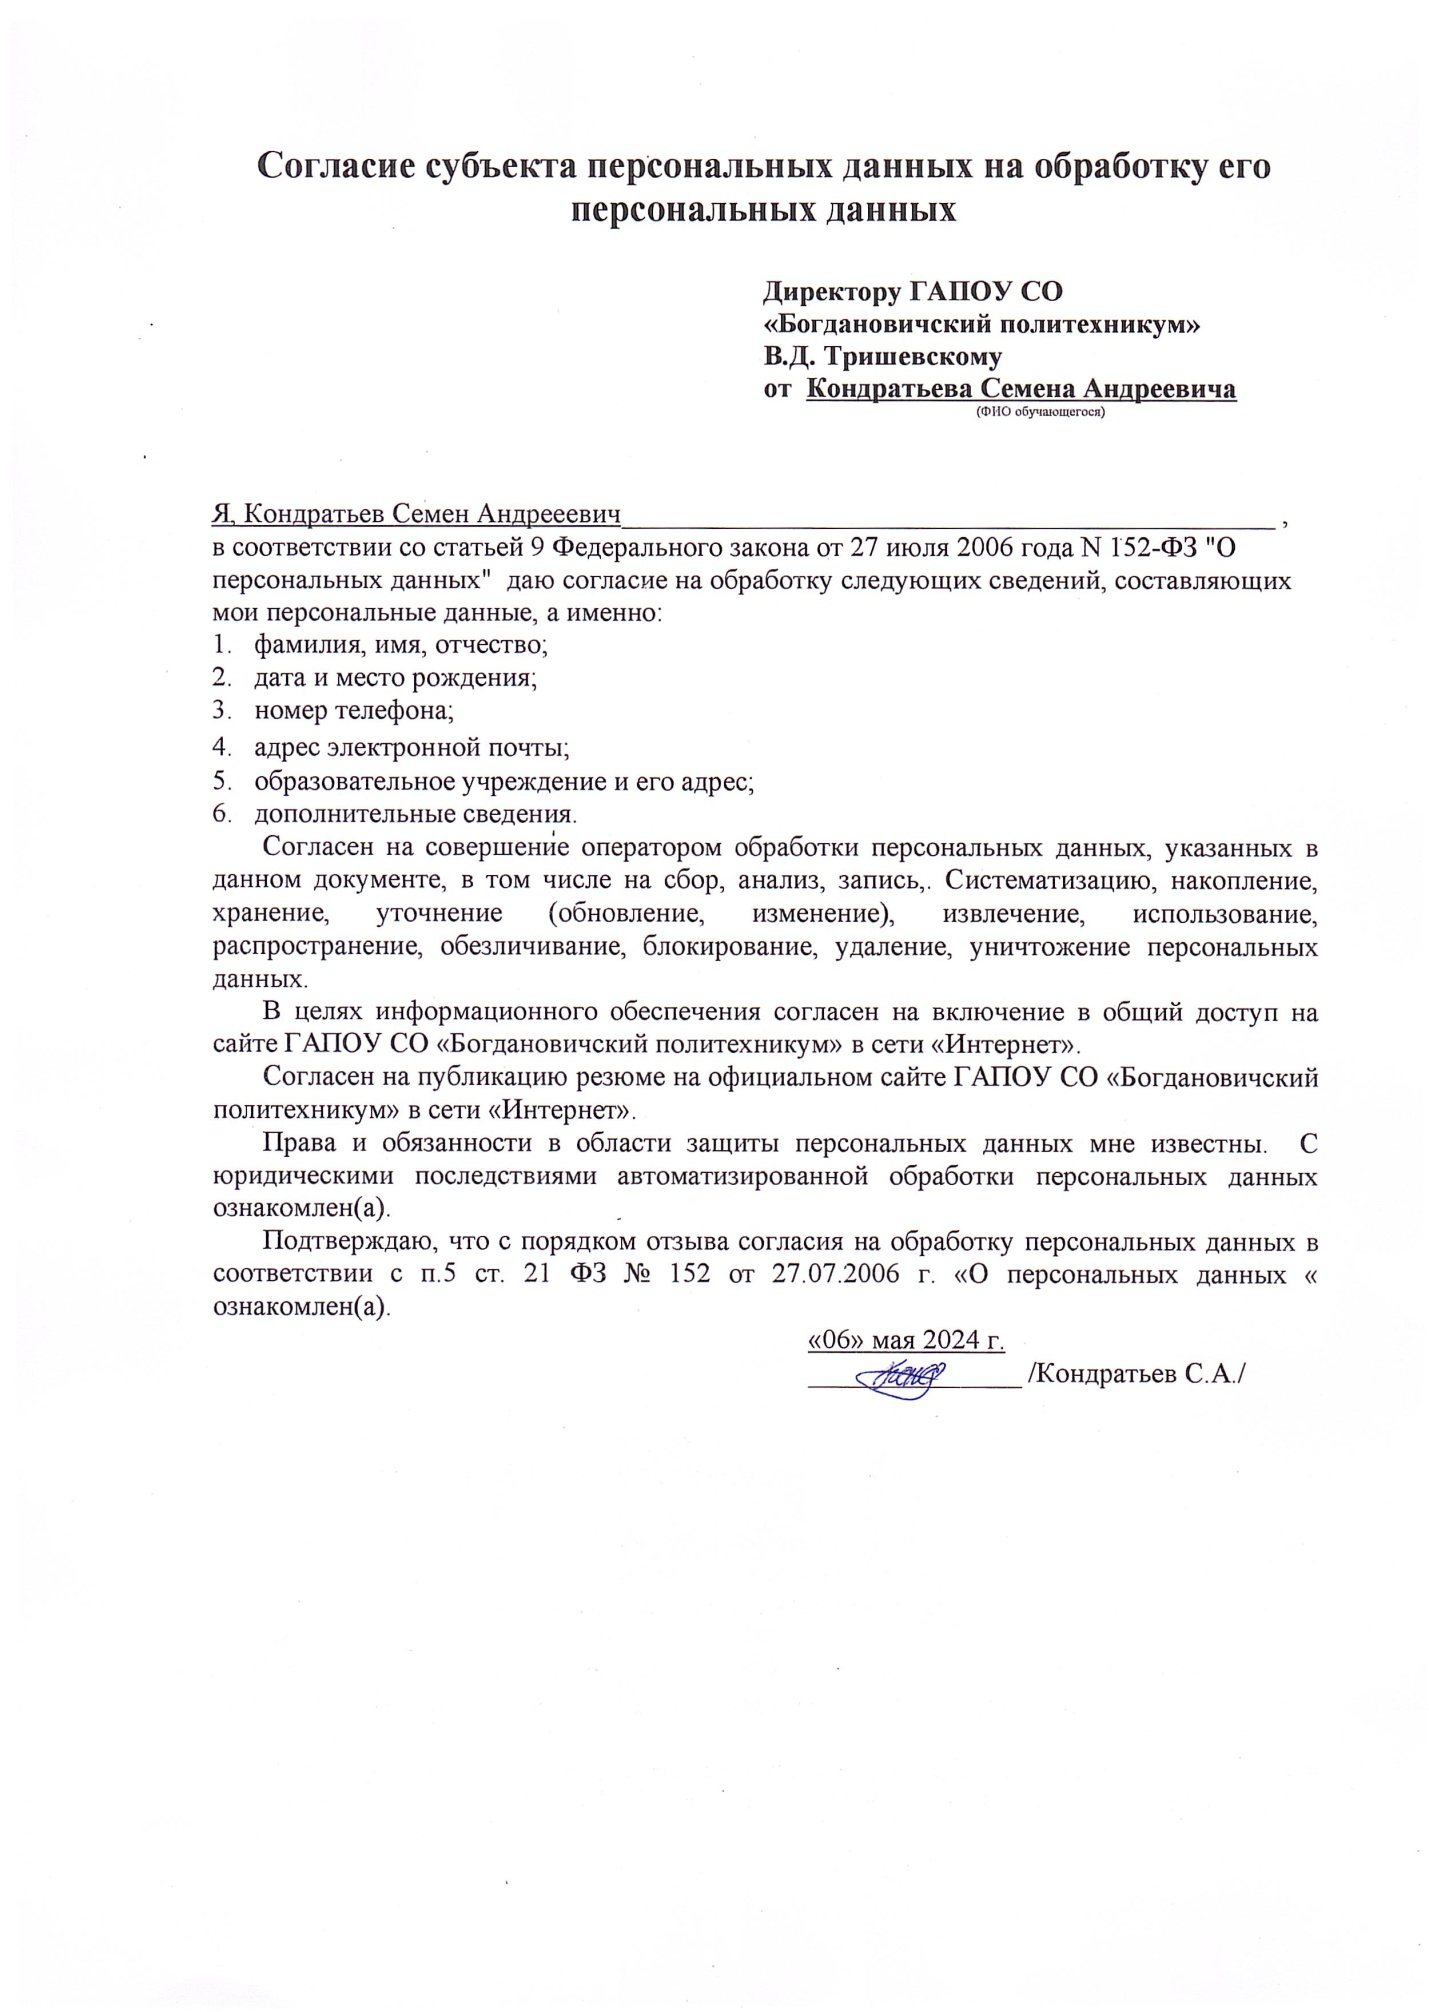 Согласие субъекта персональных данных на обработку его
персональных данных
Директору ГАПОУ СО
«Богдановичский политехникум»
В.Д. Тришевскому
от Кондратьева Семена Андреевича
(ФИО обучающегося)
Я, Кондратьев Семен Андрееевич ,
в соответствии со статьей 9 Федерального закона от 27 июля 2006 года N 152-ФЗ "О
персональных данных" даю согласие на обработку следующих сведений, составляющих
мои персональные данные, а именно:
1. фамилия, имя, отчество;
2. дата и место рождения;
3. номер телефона;
4. адрес электронной почты;
5. образовательное учреждение и его адрес;
6. дополнительные сведения.
Согласен на совершение оператором обработки персональных данных, указанных в
данном документе, в том числе на сбор, анализ, запись,. Систематизацию, накопление,
хранение, уточнение (обновление, изменение), извлечение, использование,
распространение, обезличивание, блокирование, удаление, уничтожение персональных
данных.
В целях информационного обеспечения согласен на включение в общий доступ на
сайте ГАПОУ СО «Богдановичский политехникум» в сети «Интернет».
Согласен на публикацию резюме на официальном сайте ГАПОУ СО «Богдановичский
политехникум» в сети «Интернет».
Права и обязанности в области защиты персональных данных мне известны. С
юридическими последствиями автоматизированной обработки персональных данных
ознакомлен(а).
Подтверждаю, что с порядком отзыва согласия на обработку персональных данных в
соответствии с п.5 ст. 21 ФЗ № 152 от 27.07.2006 г. «О персональных данных «
ознакомлен(а).
«06» мая 2024 г.
/Кондратьев С.А./